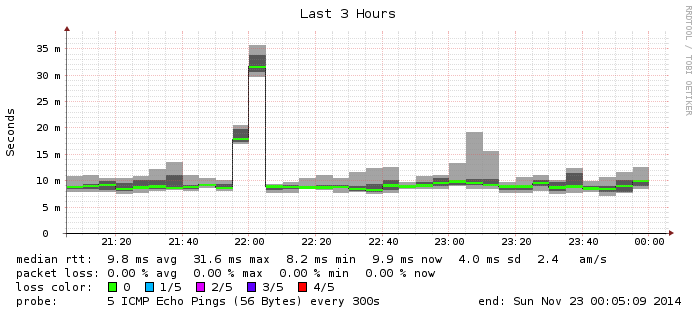 Last 3 Hours
RRDTOOL / TOBI OETIKER
Seconds
35 m
30 m
25 m
20 m
15 m
10 m
5 m
0
21:20 21:40 22:00 22:20 22:40 23:00 23:20 23:40 00:00
median rtt: 9.8 ms avg 31.6 ms max 8.2 ms min 9.9 ms now 4.0 ms sd 2.4 am/s
packet loss: 0.00 % avg 0.00 % max 0.00 % min 0.00 % now
loss color: 0 1/5 2/5 3/5 4/5
probe: 5 ICMP Echo Pings (56 Bytes) every 300s end: Sun Nov 23 00:05:09 2014